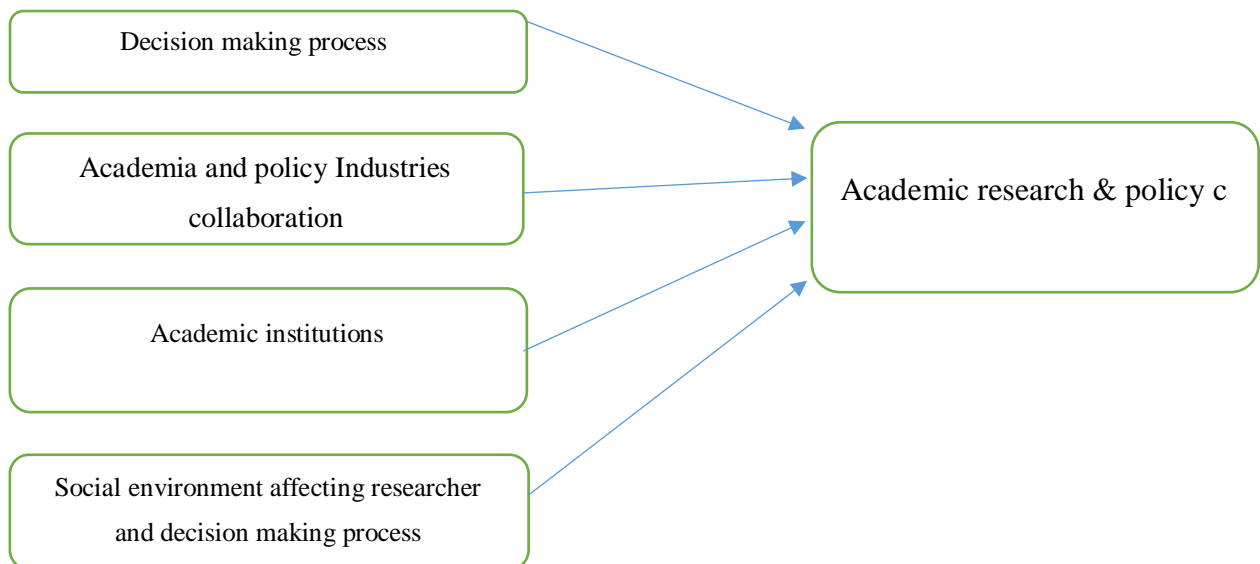 Decision making process
Academia and policy Industries
collaboration
Academic research & policy c
Academic institutions
Social environment affecting researcher
and decision making process